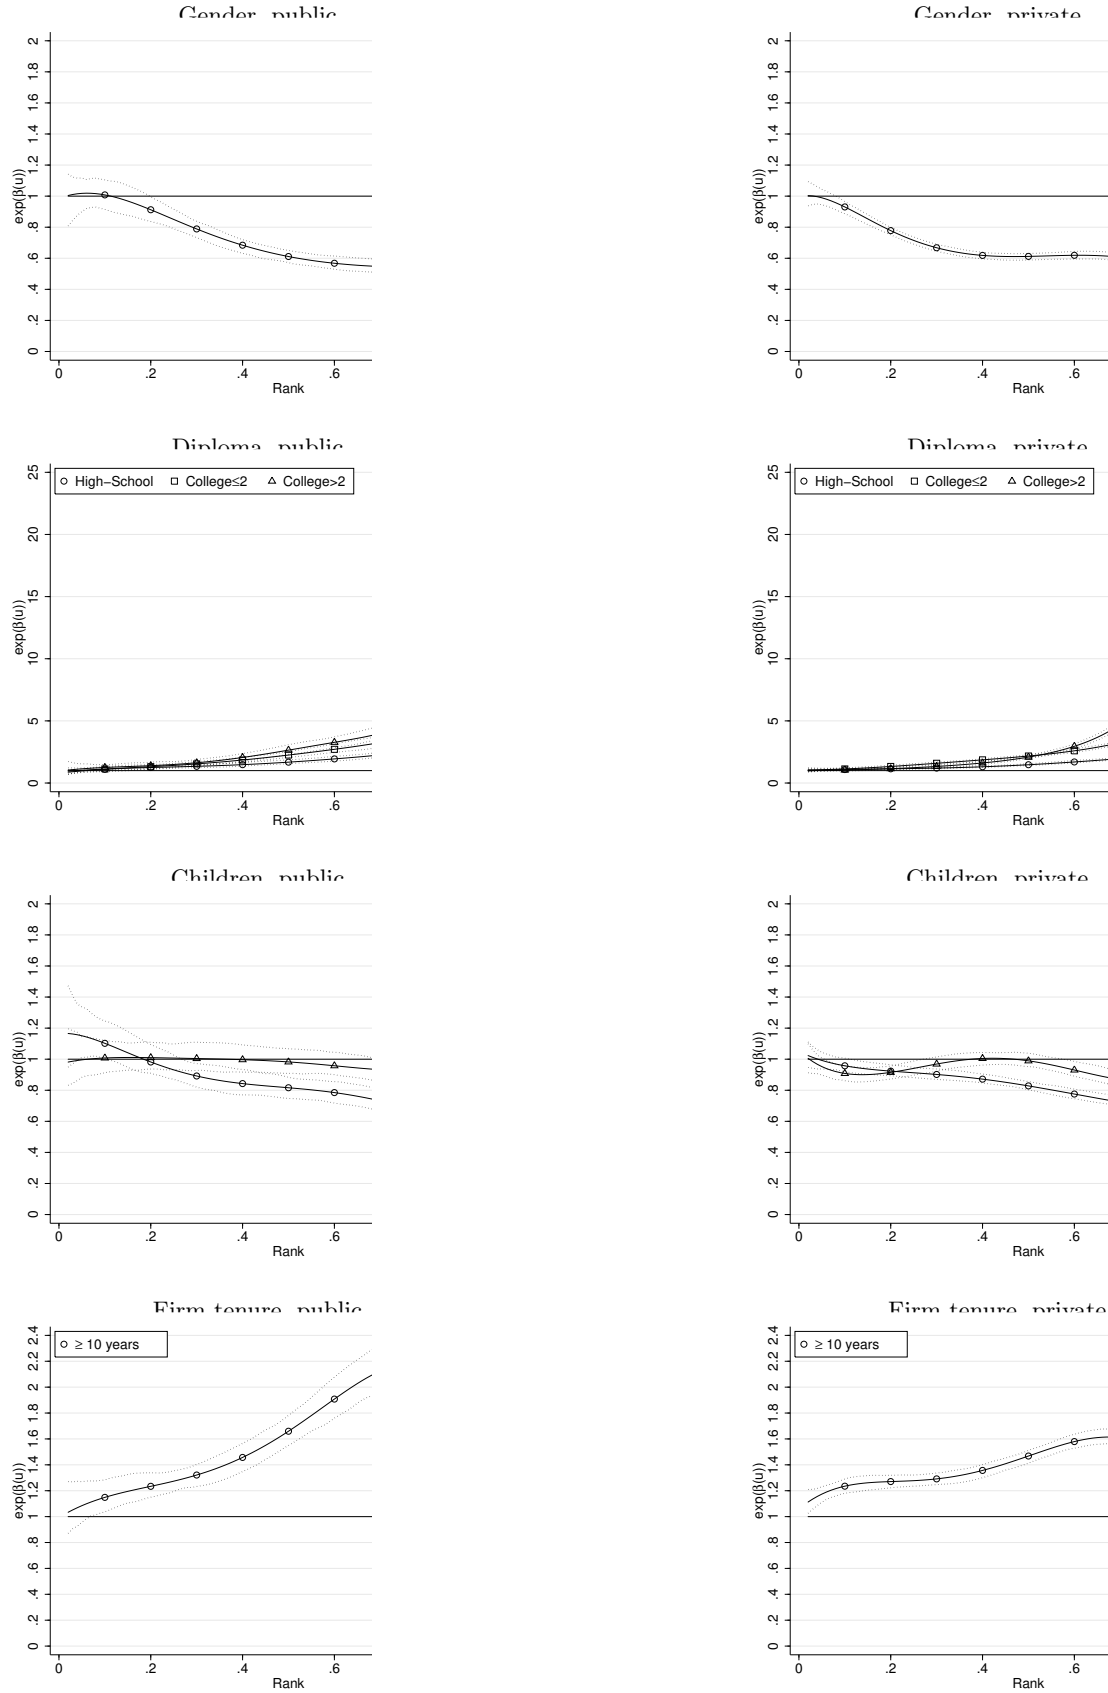 Gender, public
Gender, private
2
1.8
1.6
1.4
1.2
1
.8
.6
.4
.2
0
exp(β(u))
0 .2 .4 .6
Rank
2
1.8
1.6
1.4
1.2
1
.8
.6
.4
.2
0
exp(β(u))
0 .2 .4 .6
Rank
Diploma, public
Diploma, private
High−School College≤2 College>2
25
20
15
10
5
0
exp(β(u))
0 .2 .4 .6
Rank
High−School College≤2 College>2
25
20
15
10
5
0
exp(β(u))
0 .2 .4 .6
Rank
Children, public
Children, private
2
1.8
1.6
1.4
1.2
1
.8
.6
.4
.2
0
exp(β(u))
0 .2 .4 .6
Rank
2
1.8
1.6
1.4
1.2
1
.8
.6
.4
.2
0
exp(β(u))
0 .2 .4 .6
Rank
Firm tenure, public
Firm tenure, private
≥ 10 years
2.4
2.2
2
1.8
1.6
1.4
1.2
1
.8
.6
.4
.2
0
exp(β(u))
0 .2 .4 .6
Rank
≥ 10 years
2.4
2.2
2
1.8
1.6
1.4
1.2
1
.8
.6
.4
.2
0
exp(β(u))
0 .2 .4 .6
Rank